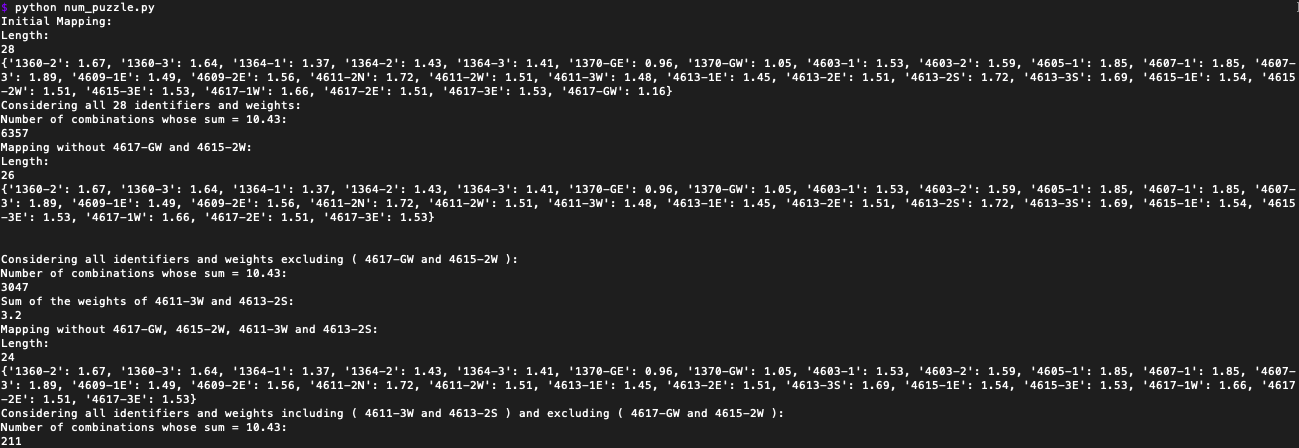 $ python num_puzzle.py
Initial Mapping:
Length:
28
{'1360-2': 1.67, '1360-3': 1.64, '1364-1': 1.37, '1364-2': 1.43, '1364-3': 1.41, '1370-GE': 0.96, '1370-GW': 1.05, '4603-1': 1.53, '4603-2': 1.59, '4605-1': 1.85, '4607-1': 1.85, '4607-
3': 1.89, '4609-1E': 1.49, '4609-2E': 1.56, '4611-2N': 1.72, '4611-2W': 1.51, '4611-3W': 1.48, '4613-1E': 1.45, '4613-2E': 1.51, '4613-2S': 1.72, '4613-3S': 1.69, '4615-1E': 1.54, '4615
-2W': 1.51, '4615-3E': 1.53, '4617-1W': 1.66, '4617-2E': 1.51, '4617-3E': 1.53, '4617-GW': 1.16}
Considering all 28 identifiers and weights:
Number of combinations whose sum = 10.43:
6357
Mapping without 4617-GW and 4615-2W:
Length:
26
{'1360-2': 1.67, '1360-3': 1.64, '1364-1': 1.37, '1364-2': 1.43, '1364-3': 1.41, '1370-GE': 0.96, '1370-GW': 1.05, '4603-1': 1.53, '4603-2': 1.59, '4605-1': 1.85, '4607-1': 1.85, '4607-
3': 1.89, '4609-1E': 1.49, '4609-2E': 1.56, '4611-2N': 1.72, '4611-2W': 1.51, '4611-3W': 1.48, '4613-1E': 1.45, '4613-2E': 1.51, '4613-2S': 1.72, '4613-3S': 1.69, '4615-1E': 1.54, '4615
-3E': 1.53, '4617-1W': 1.66, '4617-2E': 1.51, '4617-3E': 1.53}
Considering all identifiers and weights excluding ( 4617-GW and 4615-2W ):
Number of combinations whose sum = 10.43:
3047
Sum of the weights of 4611-3W and 4613-2S:
3.2
Mapping without 4617-GW, 4615-2W, 4611-3W and 4613-2S:
Length:
24
{'1360-2': 1.67, '1360-3': 1.64, '1364-1': 1.37, '1364-2': 1.43, '1364-3': 1.41, '1370-GE': 0.96, '1370-GW': 1.05, '4603-1': 1.53, '4603-2': 1.59, '4605-1': 1.85, '4607-1': 1.85, '4607-
3': 1.89, '4609-1E': 1.49, '4609-2E': 1.56, '4611-2N': 1.72, '4611-2W': 1.51, '4613-1E': 1.45, '4613-2E': 1.51, '4613-3S': 1.69, '4615-1E': 1.54, '4615-3E': 1.53, '4617-1W': 1.66, '4617
-2E': 1.51, '4617-3E': 1.53}
Considering all identifiers and weights including ( 4611-3W and 4613-2S ) and excluding ( 4617-GW and 4615-2W ):
Number of combinations whose sum = 10.43:
211